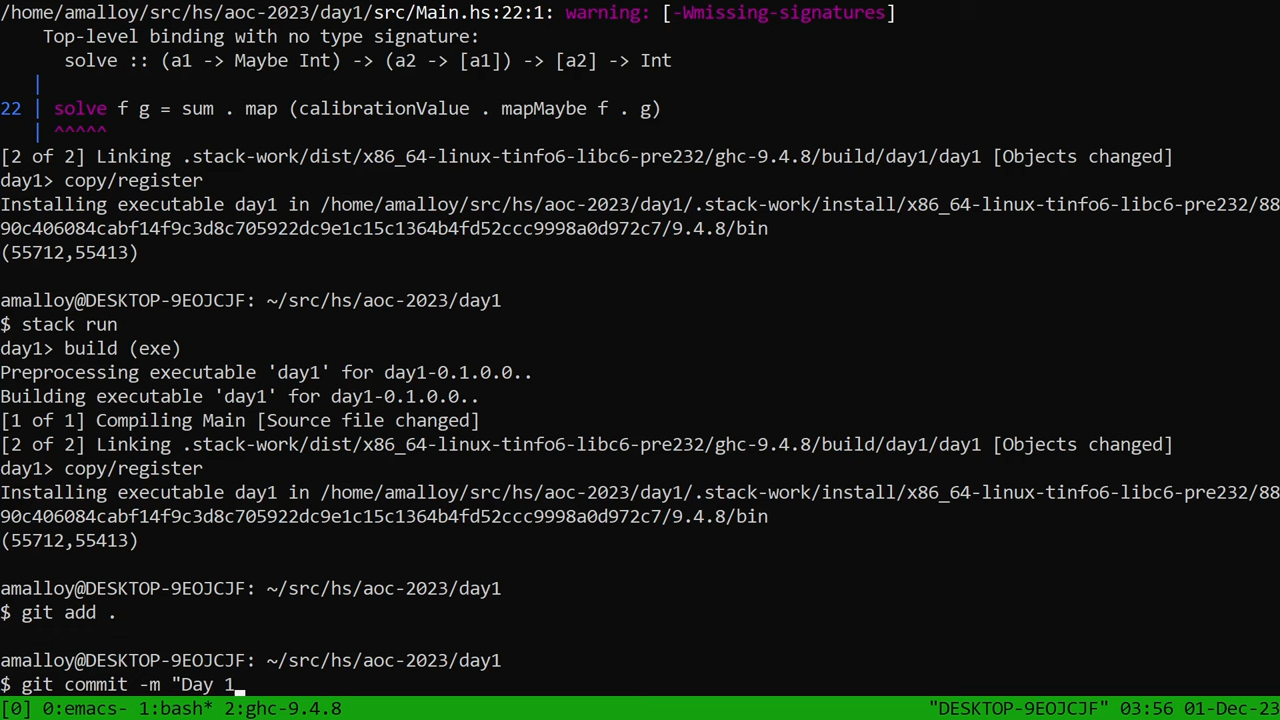 /home/amalloy/src/hs/aoc-2023/day1/src/Main.hs:22:1: warning: [-Wmissing-signatures]
    Top-level binding with no type signature:
      solve :: (a1 -> Maybe Int) -> (a2 -> [a1]) -> [a2] -> Int
   |
22 | solve f g = sum . map (calibrationValue . mapMaybe f . g)
   | ^^^^^
[2 of 2] Linking .stack-work/dist/x86_64-linux-tinfo6-libc6-pre232/ghc-9.4.8/build/day1/day1 [Objects changed]
day1> copy/register
Installing executable day1 in /home/amalloy/src/hs/aoc-2023/day1/.stack-work/install/x86_64-linux-tinfo6-libc6-pre232/88
90c406084cabf14f9c3d8c705922dc9e1c15c1364b4fd52ccc9998a0d972c7/9.4.8/bin
(55712,55413)
amalloy@DESKTOP-9EOJCJF: ~/src/hs/aoc-2023/day1
$ stack run
day1> build (exe)
Preprocessing executable 'day1' for day1-0.1.0.0..
Building executable 'day1' for day1-0.1.0.0..
[1 of 1] Compiling Main [Source file changed]
[2 of 2] Linking .stack-work/dist/x86_64-linux-tinfo6-libc6-pre232/ghc-9.4.8/build/day1/day1 [Objects changed]
day1> copy/register
Installing executable day1 in /home/amalloy/src/hs/aoc-2023/day1/.stack-work/install/x86_64-linux-tinfo6-libc6-pre232/88
90c406084cabf14f9c3d8c705922dc9e1c15c1364b4fd52ccc9998a0d972c7/9.4.8/bin
(55712,55413)
amalloy@DESKTOP-9EOJCJF: ~/src/hs/aoc-2023/day1
$ git add .
amalloy@DESKTOP-9EOJCJF: ~/src/hs/aoc-2023/day1
$ git commit -m "Day 1
[0] 0:emacs- 1:bash* 2:ghc-9.4.8 "DESKTOP-9EOJCJF" 03:56 01-Dec-23